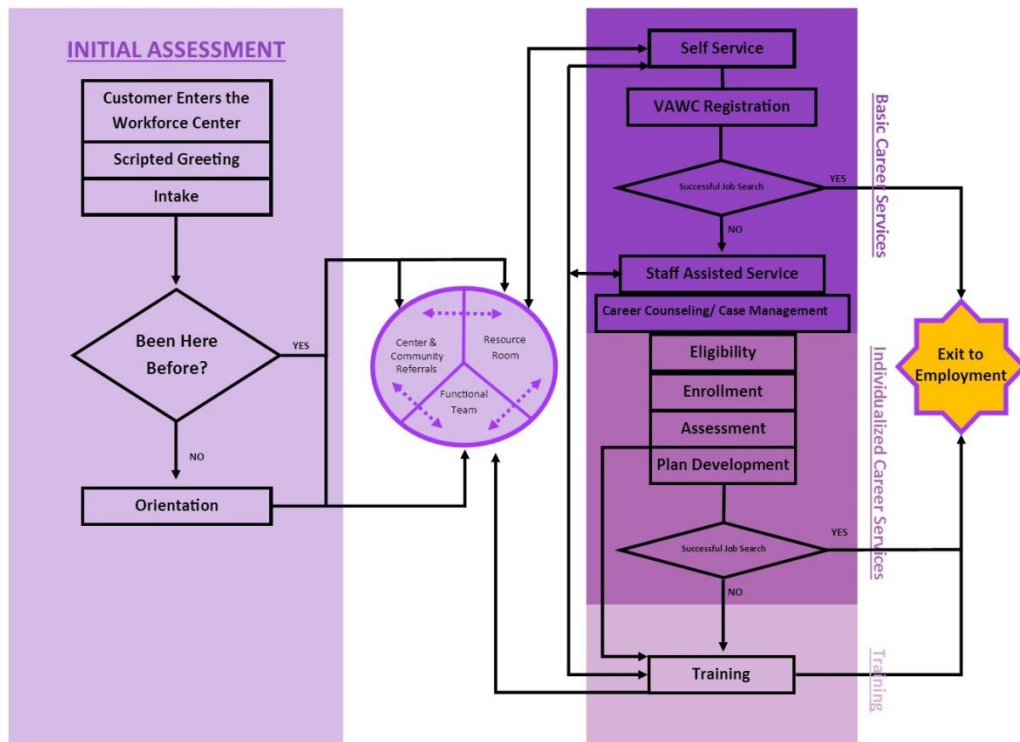 INITIAL ASSESSMENT
Customer Enters the
Workforce Center
Scripted Greeting
Intake
Been Here
Before?
YES
NO
Orientation
Center &
Community
Referrals
Resource
Room
Functional
Team
Self Service
VAWC Registration
Successful Job Search
YES
NO
Staff Assisted Service
Career Counseling/ Case Management
Eligibility
Enrollment
Assessment
Plan Development
Successful Job Search
YES
NO
Training
Basic Career Services
Individualized Career Services
Training
Exit to
Employment